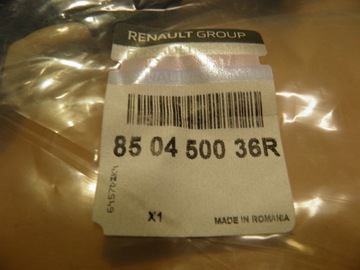 RENAULT GROUP
85 04 500 36R
X1
MADE IN ROMANIA